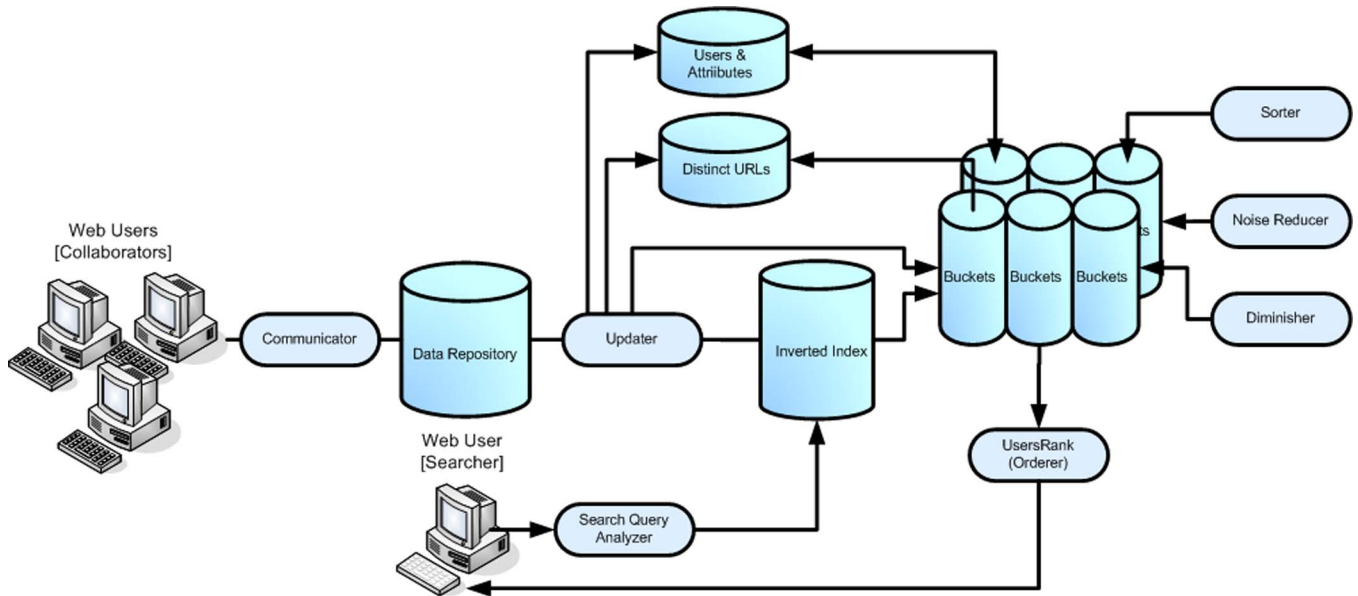 Users &
Attriibutes
Distinct URLs
Sorter
Noise Reducer
Diminisher
Web Users
[Collaborators]
Communicator
Data Repository
Updater
Inverted Index
Buckets
Buckets
Buckets
ts
Web User
[Searcher]
Search Query
Analyzer
UsersRank
(Orderer)